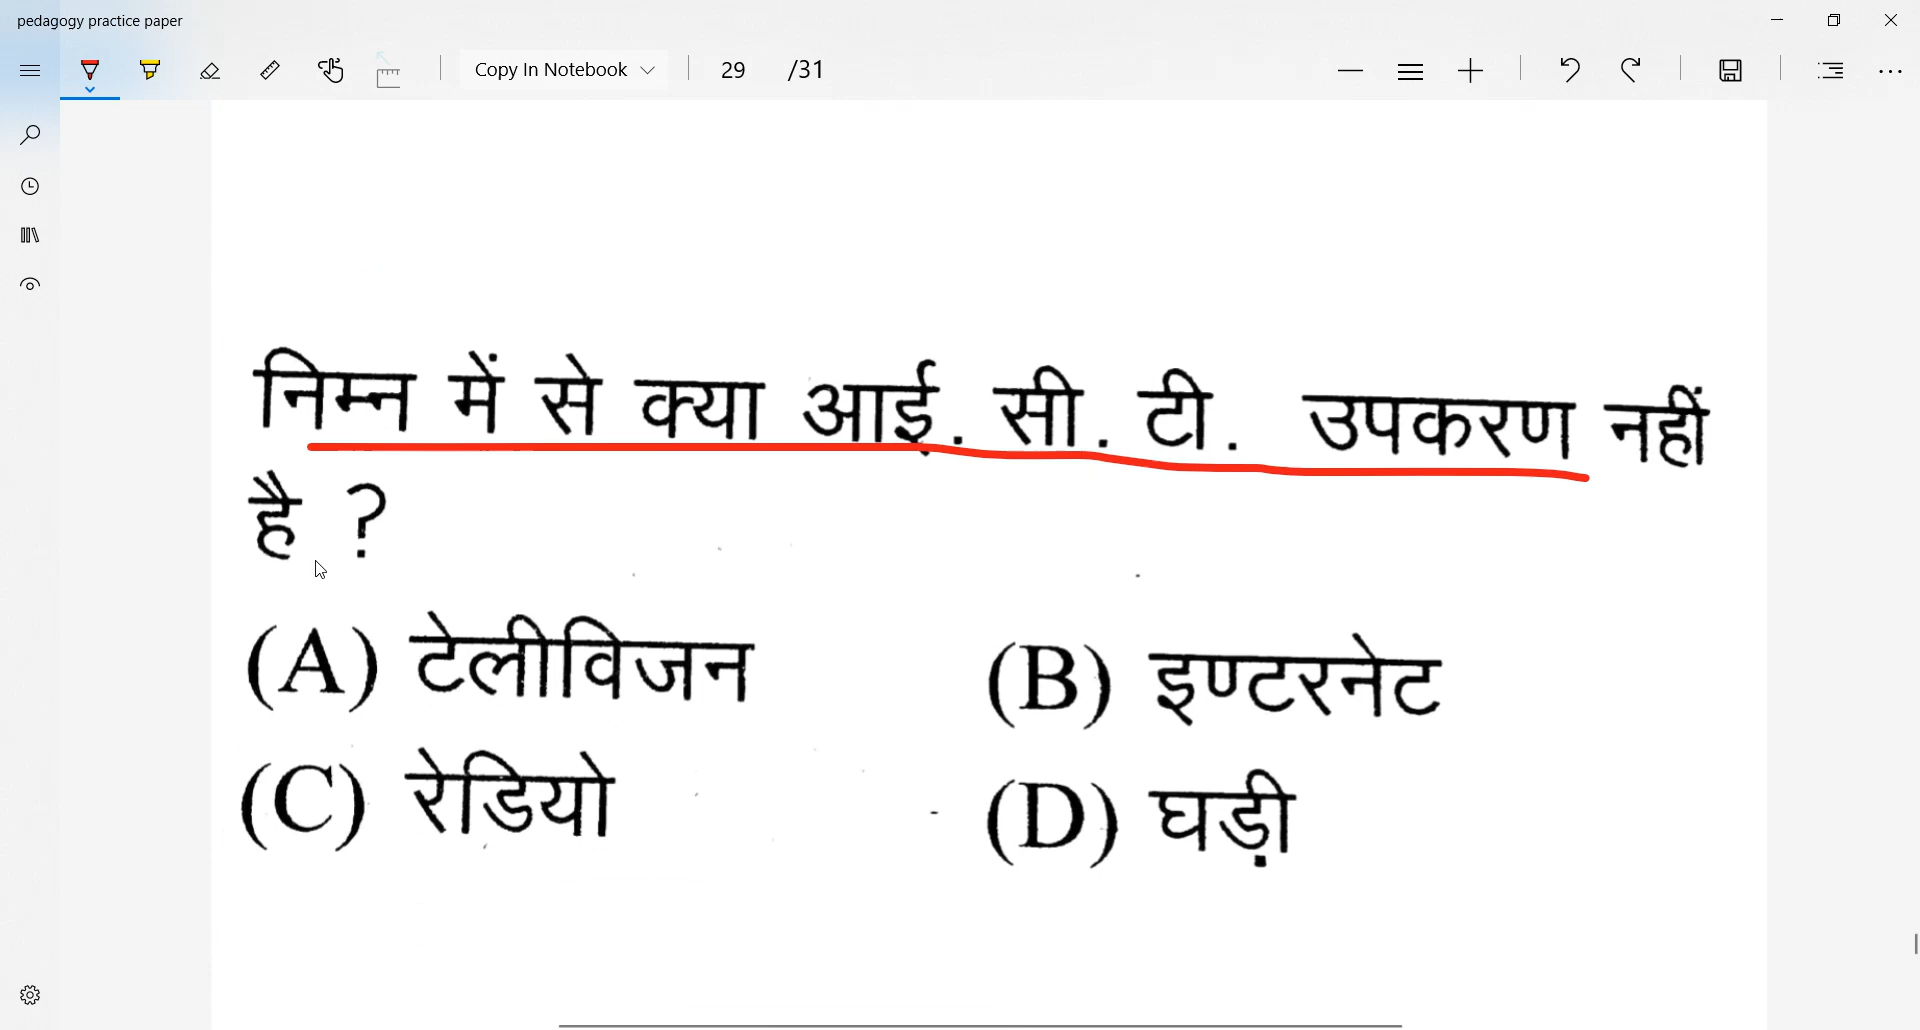 pedagogy practice paper
Copy In Notebook 29 /31
निम्न में से क्या आई. सी. टी. उपकरण नहीं
है ?
(A) टेलीविजन (B) इण्टरनेट
(C) रेडियो (D) घड़ी